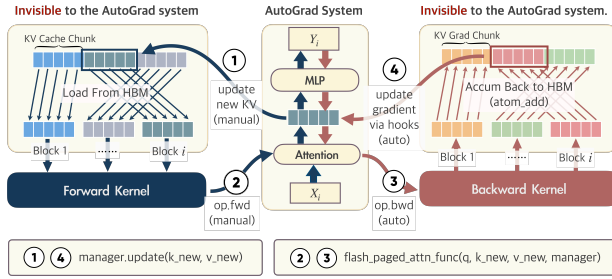 Invisible to the AutoGrad system
AutoGrad System
Invisible to the AutoGrad system.
KV Cache Chunk
Load From HBM
Block 1
......
Block i
Forward Kernel
1
update
new KV
(manual)
2
op.fwd
(manual)
Y_i
MLP
Attention
X_i
4
update
gradient
via hooks
(auto)
3
op.bwd
(auto)
KV Grad Chunk
Accum Back to HBM
(atom_add)
Block 1
......
Block i
Backward Kernel
1 4 manager.update(k_new, v_new)
2 3 flash_paged_attn_func(q, k_new, v_new, manager)